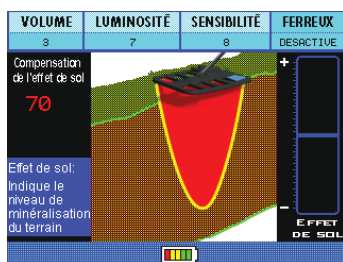 VOLUME LUMINOSITÉ SENSIBILITÉ FERREUX
3 7 8 DESACTIVE
Compensation
de l'effet de sol
70
+
Effet de sol:
Indique le
niveau de
minéralisation
du terrain
-
EFFET
DE SOL